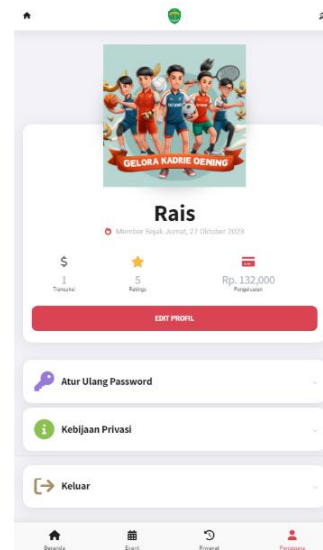 GELORA KADRIE OENING
Rais
Member Sejak Jumat, 27 Oktober 2023
1
Transaksi
5
Ratings
Rp. 132,000
Pengeluaran
EDIT PROFIL
Atur Ulang Password
Kebijaan Privasi
Keluar
Beranda
Event
Riwayat
Pengguna